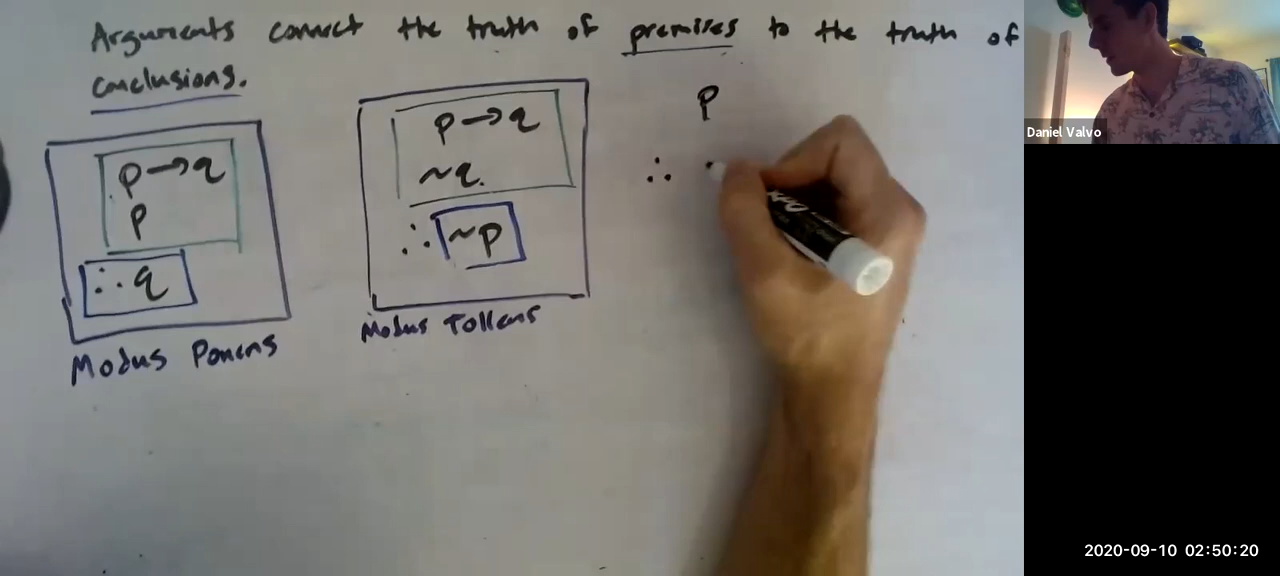 Arguments connect the truth of premises to the truth of
conclusions.
p → q
p
∴ q
Modus Ponens
p → q
~q.
∴ ~p
Modus Tollens
p
∴
Daniel Valvo
2020-09-10 02:50:20